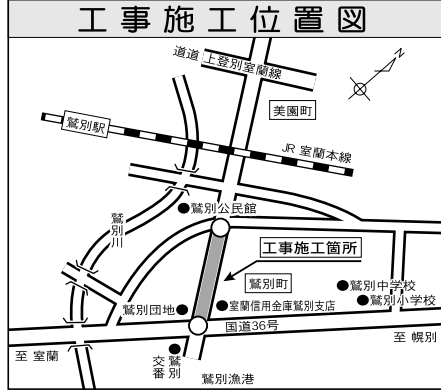 工事施工位置図
道道 上登別室蘭線
N
美園町
鷲別駅
JR 室蘭本線
鷲別川
鷲別公民館
工事施工箇所
鷲別町
鷲別中学校
鷲別小学校
鷲別団地
室蘭信用金庫鷲別支店
国道36号
至 室蘭
至 幌別
鷲別
交番
鷲別漁港